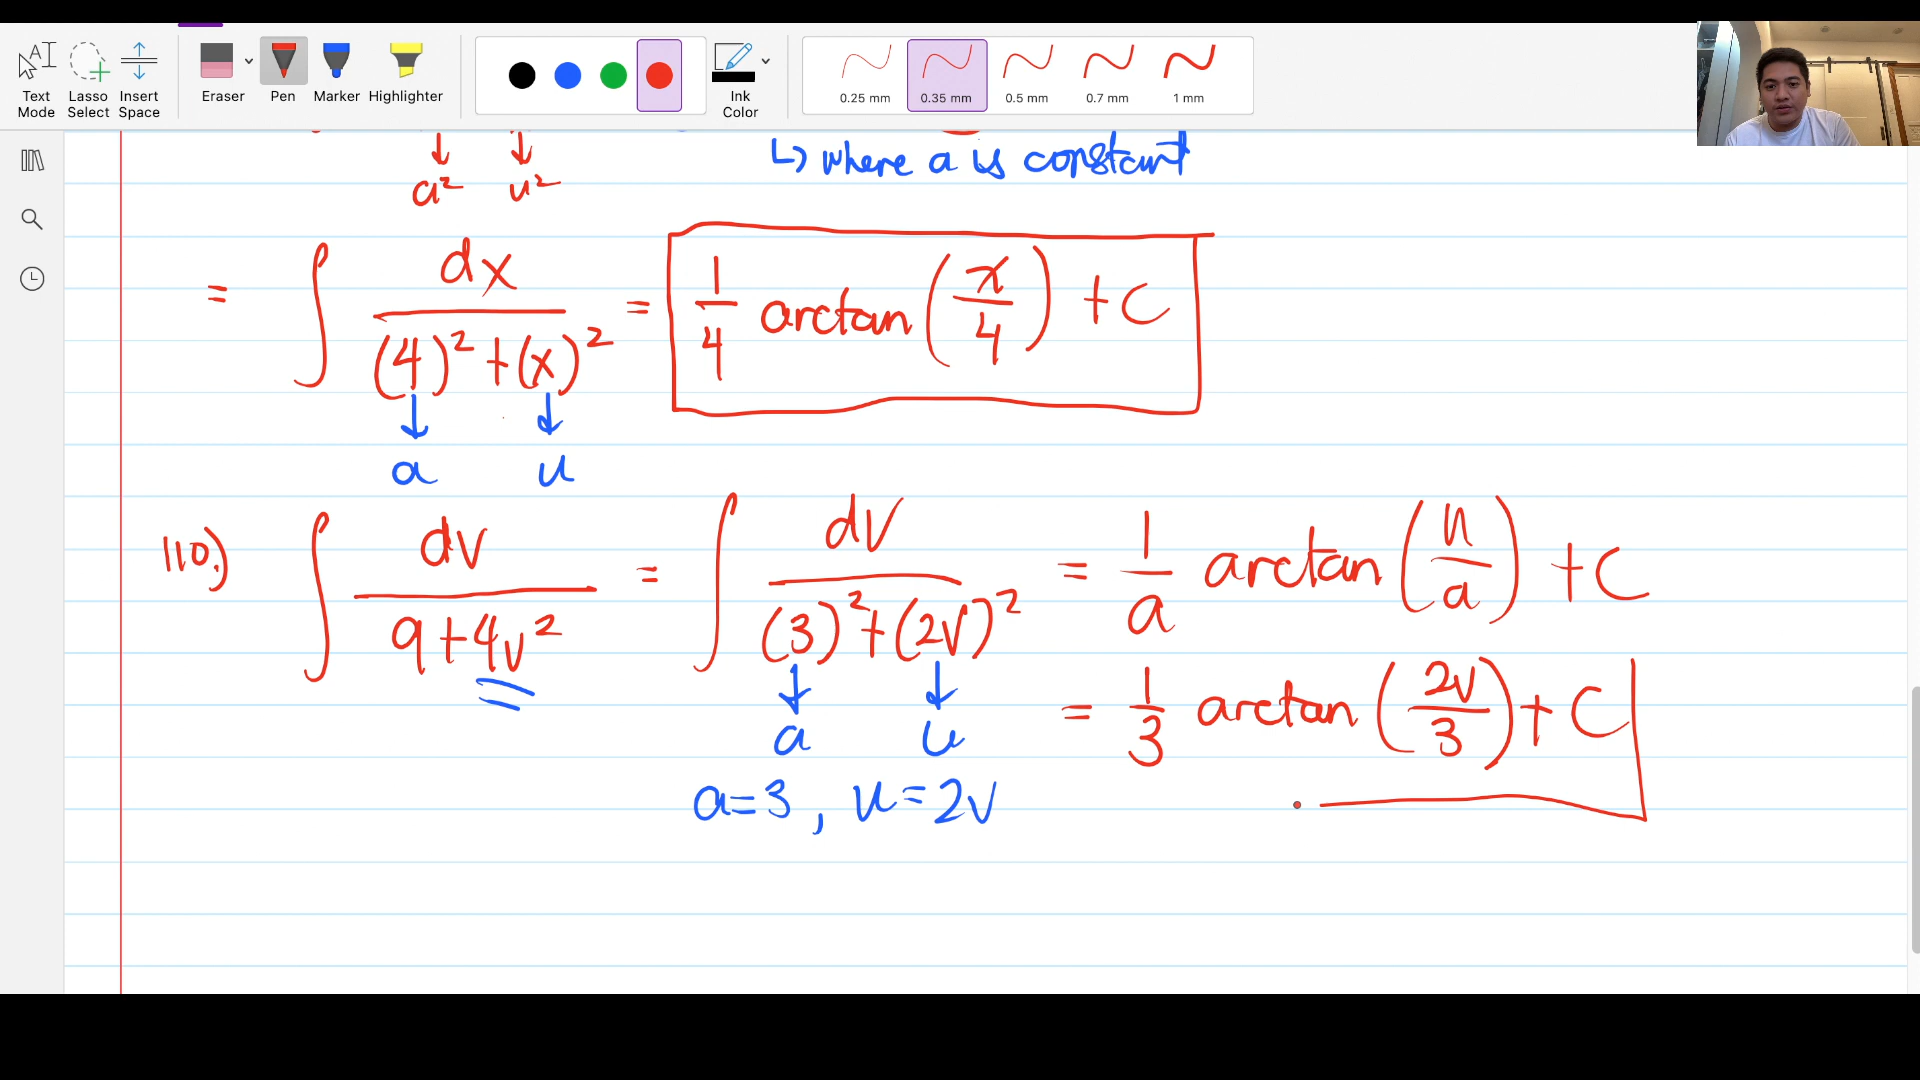 Text Mode
Lasso Select
Insert Space
Eraser
Pen
Marker
Highlighter
Ink Color
0.25 mm
0.35 mm
0.5 mm
0.7 mm
1 mm
↳ where a is constant
a² u²
= ∫ dx / (4)² + (x)² = 1/4 arctan (x/4) + C
a u
110.) ∫ dv / 9+4v² = ∫ dv / (3)² + (2v)² = 1/a arctan (u/a) + C
a u
= 1/3 arctan (2v/3) + C
a=3, u=2v